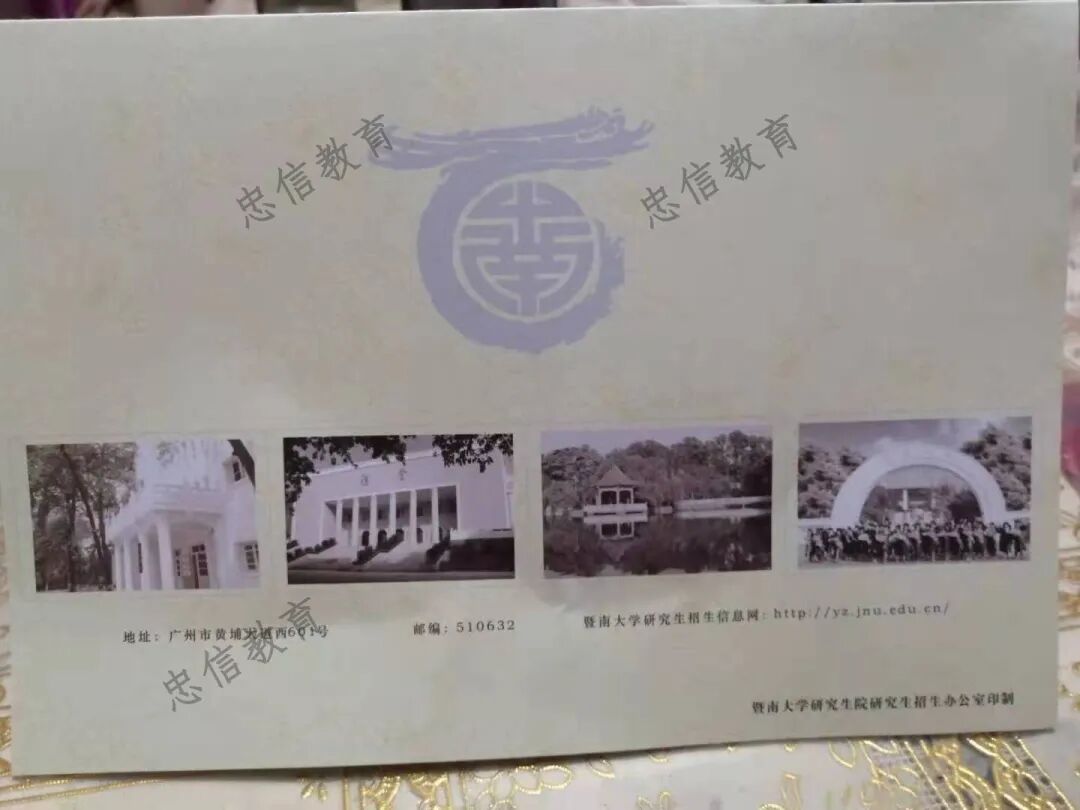 忠信教育
忠信教育
地址：广州市黄埔大道西601号
邮编：510632
暨南大学研究生招生信息网：http://yz.jnu.edu.cn/
忠信教育
暨南大学研究生院研究生招生办公室印制